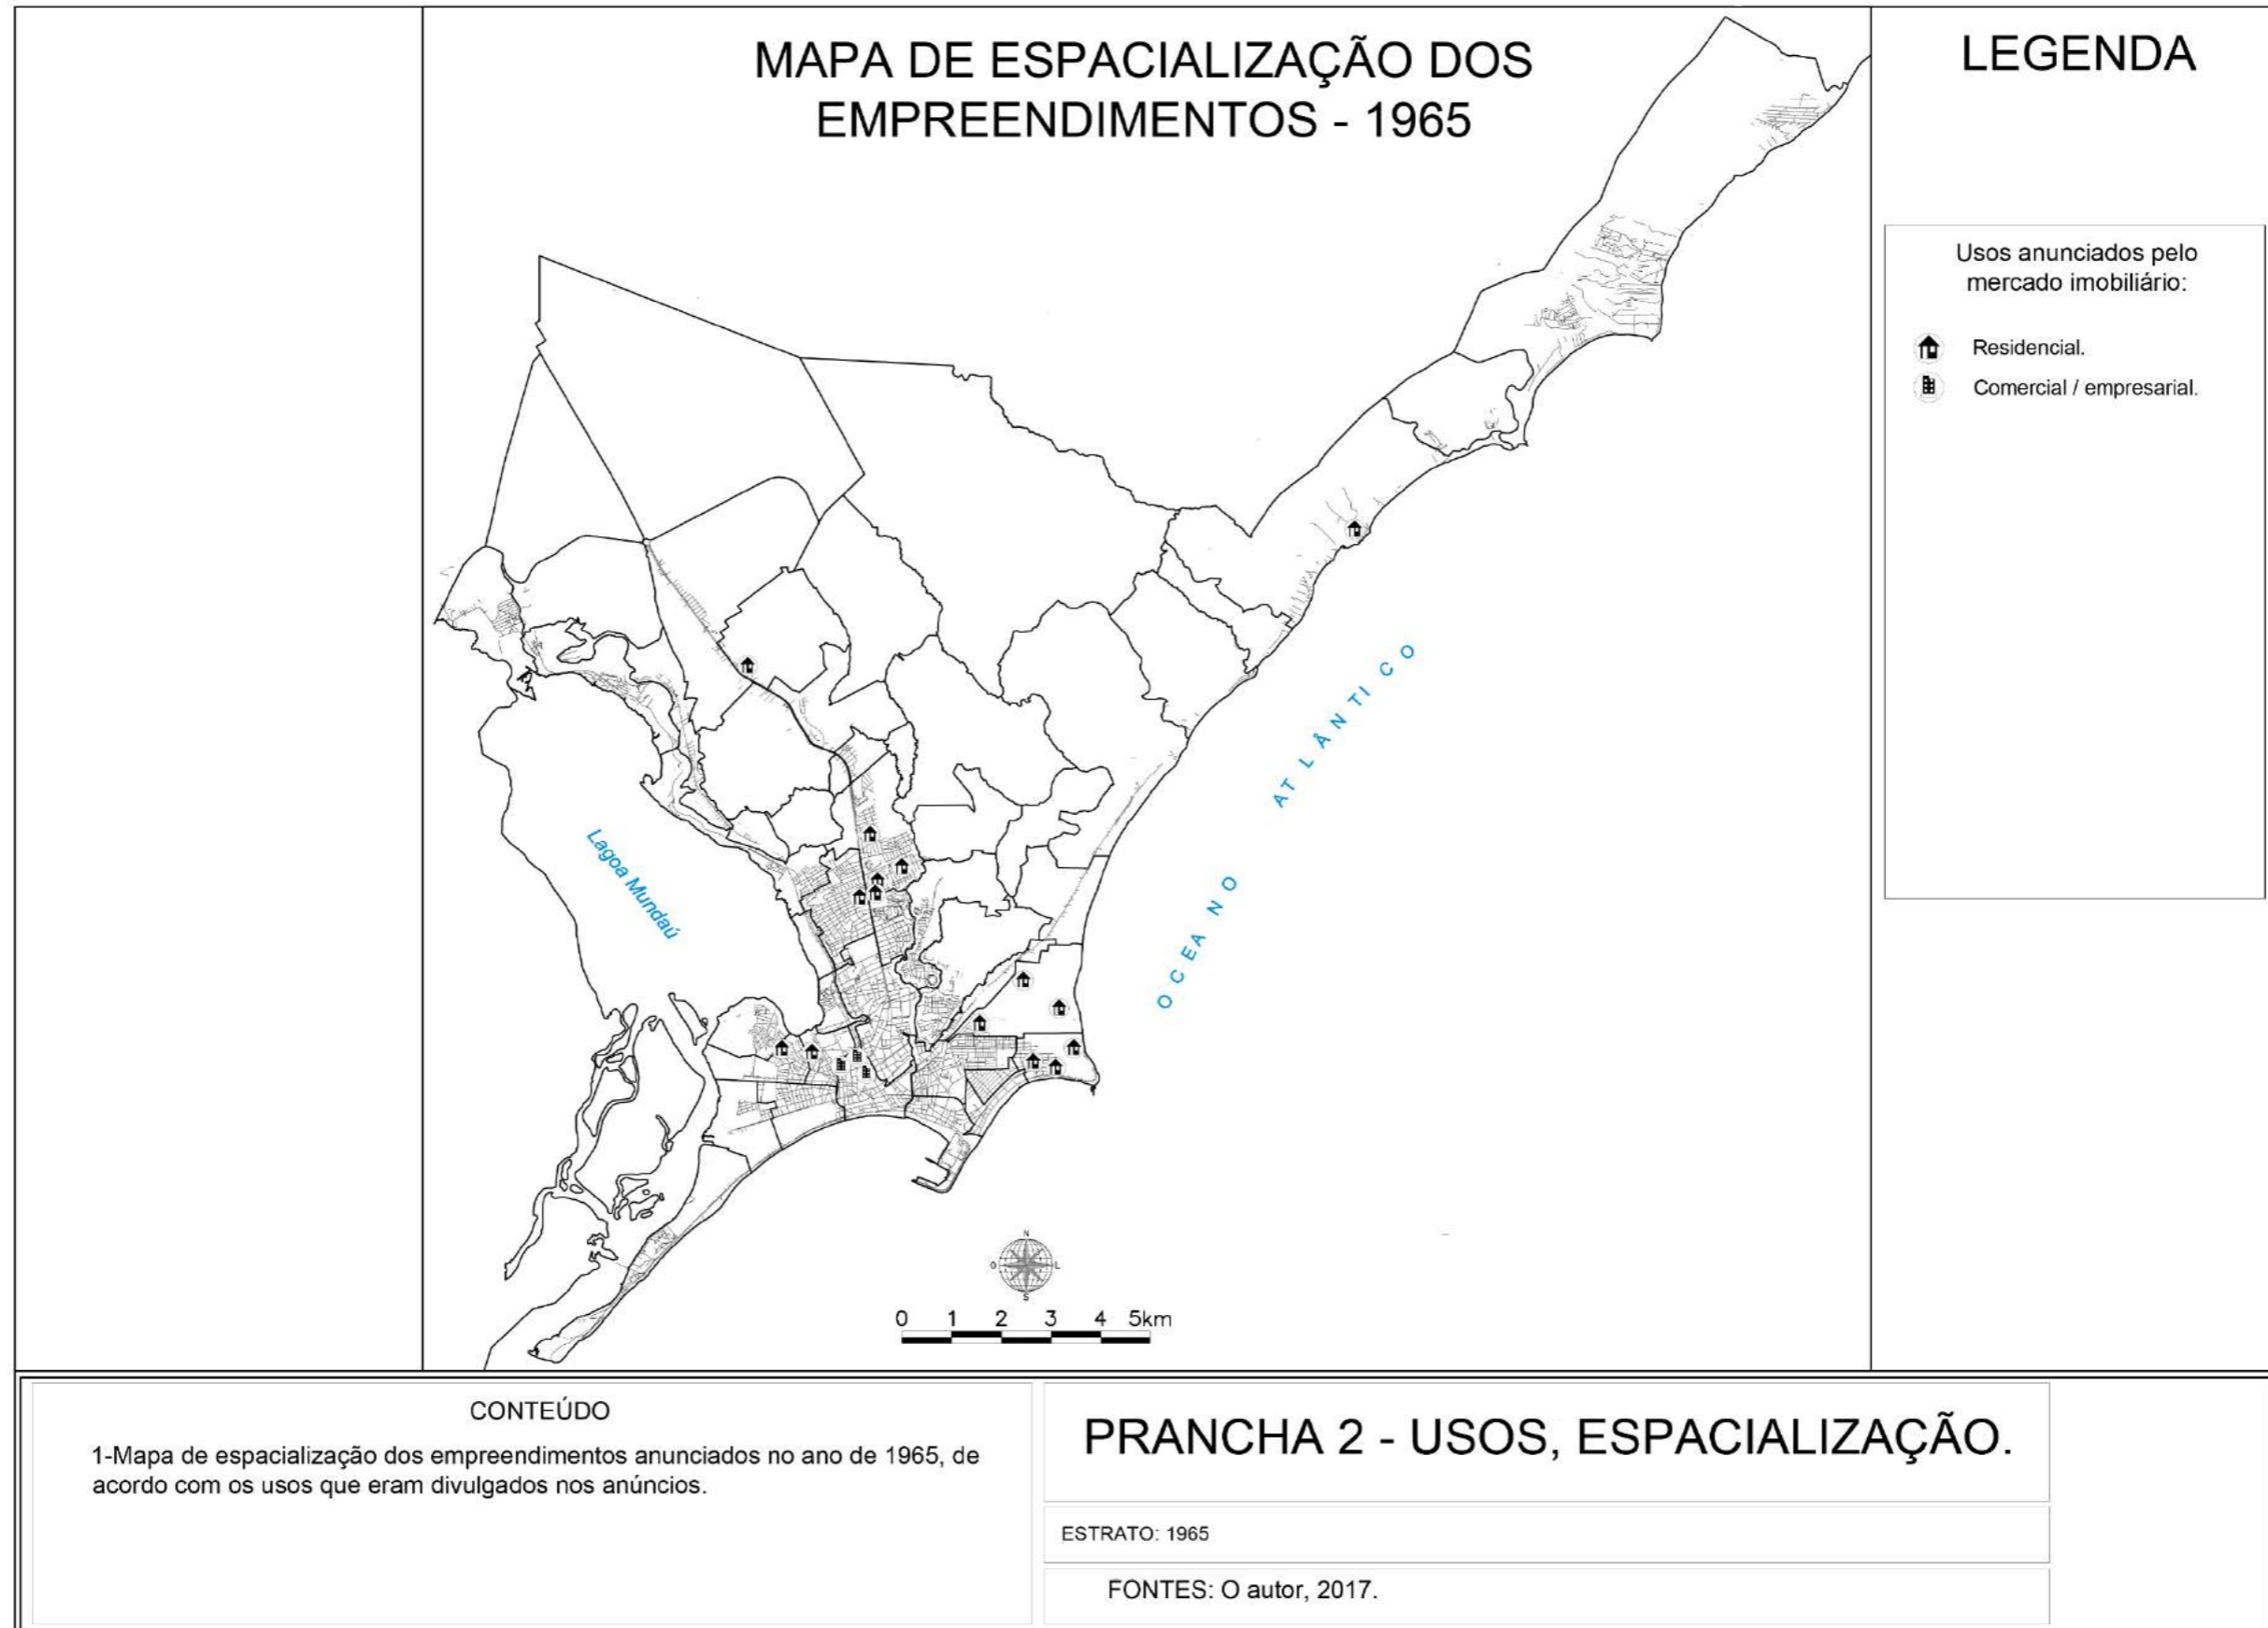 MAPA DE ESPACIALIZAÇÃO DOS
EMPREENDIMENTOS - 1965
LEGENDA
Usos anunciados pelo
mercado imobiliário:
Residencial.
Comercial / empresarial.
Lagoa Mundaú
OCEANO ATLÂNTICO
N
O L
S
0 1 2 3 4 5km
CONTEÚDO
1-Mapa de espacialização dos empreendimentos anunciados no ano de 1965, de
acordo com os usos que eram divulgados nos anúncios.
PRANCHA 2 - USOS, ESPACIALIZAÇÃO.
ESTRATO: 1965
FONTES: O autor, 2017.